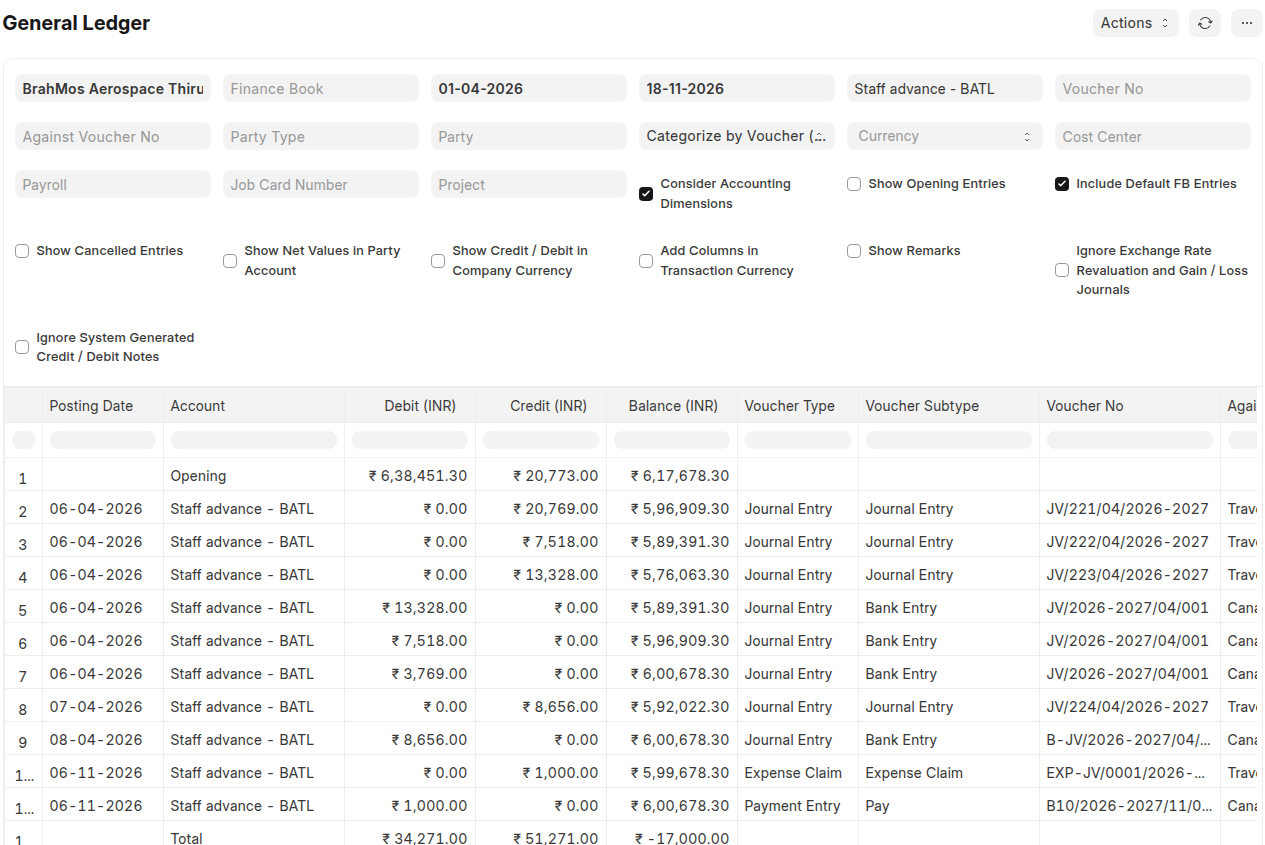 General Ledger
Actions
BrahMos Aerospace Thiru Finance Book 01-04-2026 18-11-2026 Staff advance - BATL Voucher No
Against Voucher No Party Type Party Categorize by Voucher (... Currency Cost Center
Payroll Job Card Number Project Consider Accounting Dimensions Show Opening Entries Include Default FB Entries
Show Cancelled Entries Show Net Values in Party Account Show Credit / Debit in Company Currency Add Columns in Transaction Currency Show Remarks Ignore Exchange Rate Revaluation and Gain / Loss Journals
Ignore System Generated Credit / Debit Notes
Posting Date Account Debit (INR) Credit (INR) Balance (INR) Voucher Type Voucher Subtype Voucher No Agai
1 Opening ₹ 6,38,451.30 ₹ 20,773.00 ₹ 6,17,678.30
2 06-04-2026 Staff advance - BATL ₹ 0.00 ₹ 20,769.00 ₹ 5,96,909.30 Journal Entry Journal Entry JV/221/04/2026-2027 Trav
3 06-04-2026 Staff advance - BATL ₹ 0.00 ₹ 7,518.00 ₹ 5,89,391.30 Journal Entry Journal Entry JV/222/04/2026-2027 Trav
4 06-04-2026 Staff advance - BATL ₹ 0.00 ₹ 13,328.00 ₹ 5,76,063.30 Journal Entry Journal Entry JV/223/04/2026-2027 Trav
5 06-04-2026 Staff advance - BATL ₹ 13,328.00 ₹ 0.00 ₹ 5,89,391.30 Journal Entry Bank Entry JV/2026-2027/04/001 Cana
6 06-04-2026 Staff advance - BATL ₹ 7,518.00 ₹ 0.00 ₹ 5,96,909.30 Journal Entry Bank Entry JV/2026-2027/04/001 Cana
7 06-04-2026 Staff advance - BATL ₹ 3,769.00 ₹ 0.00 ₹ 6,00,678.30 Journal Entry Bank Entry JV/2026-2027/04/001 Cana
8 07-04-2026 Staff advance - BATL ₹ 0.00 ₹ 8,656.00 ₹ 5,92,022.30 Journal Entry Journal Entry JV/224/04/2026-2027 Trav
9 08-04-2026 Staff advance - BATL ₹ 8,656.00 ₹ 0.00 ₹ 6,00,678.30 Journal Entry Bank Entry B-JV/2026-2027/04/... Cana
1... 06-11-2026 Staff advance - BATL ₹ 0.00 ₹ 1,000.00 ₹ 5,99,678.30 Expense Claim Expense Claim EXP-JV/0001/2026-... Trav
1... 06-11-2026 Staff advance - BATL ₹ 1,000.00 ₹ 0.00 ₹ 6,00,678.30 Payment Entry Pay B10/2026-2027/11/0... Cana
1 Total ₹ 34,271.00 ₹ 51,271.00 ₹ -17,000.00